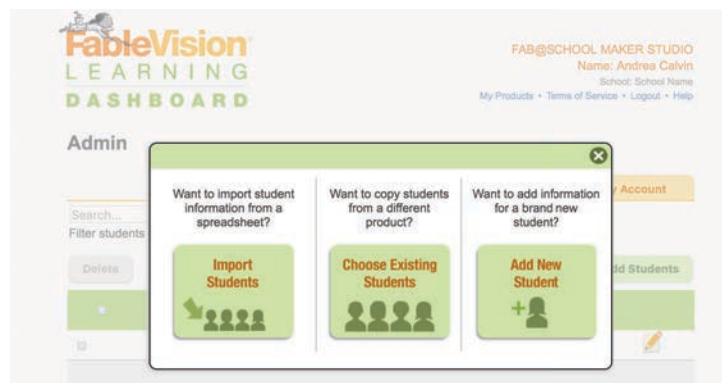 FableVision
LEARNING
DASHBOARD
FAB@SCHOOL MAKER STUDIO
Name: Andrea Calvin
School: School Name
My Products • Terms of Service • Logout • Help
Admin
Want to import student
information from a
spreadsheet?
Import
Students
Want to copy students
from a different
product?
Choose Existing
Students
Want to add information
for a brand new
student?
Add New
Student
Account
Search...
Filter students
Delete
Students